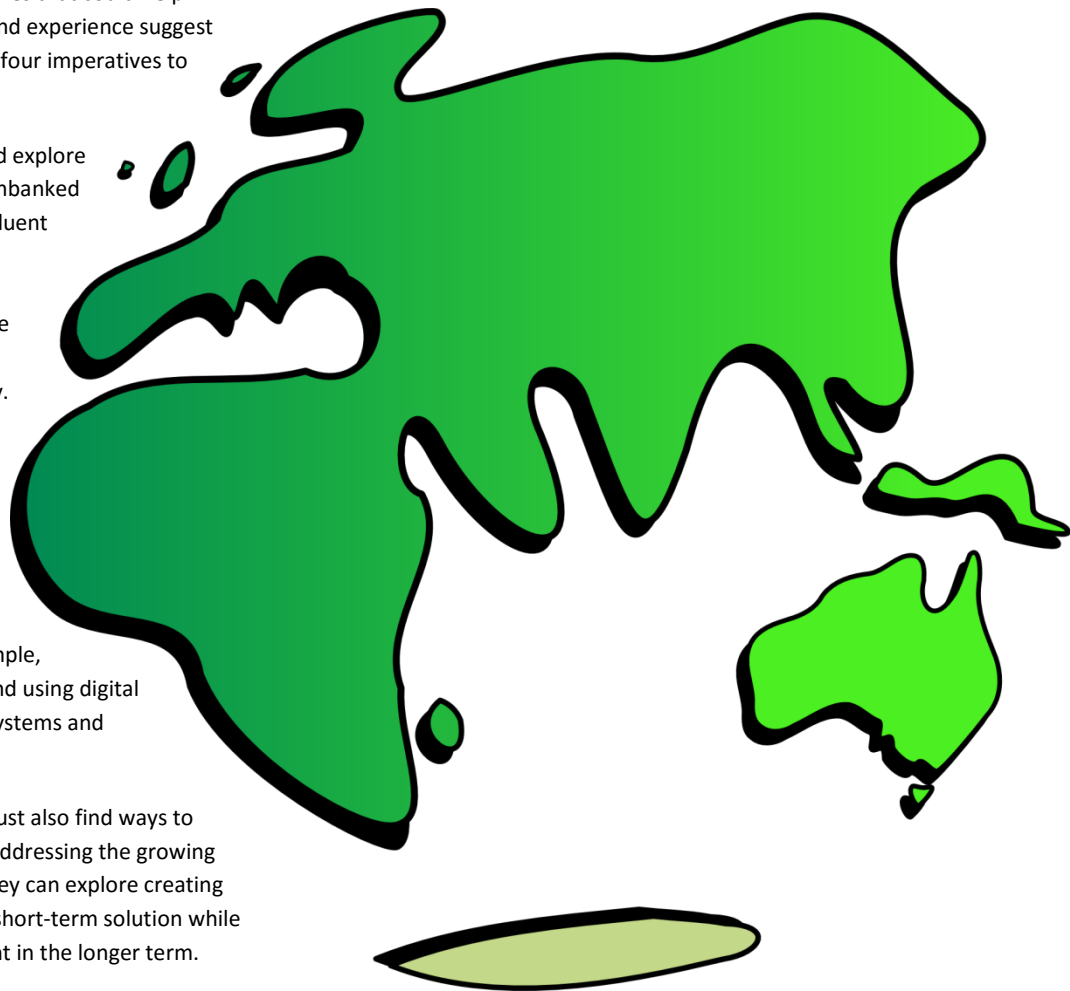 nd experience suggest
four imperatives to
d explore
nbanked
luent
e
.
nple,
nd using digital
ystems and
ust also find ways to
ddressing the growing
ey can explore creating
short-term solution while
t in the longer term.